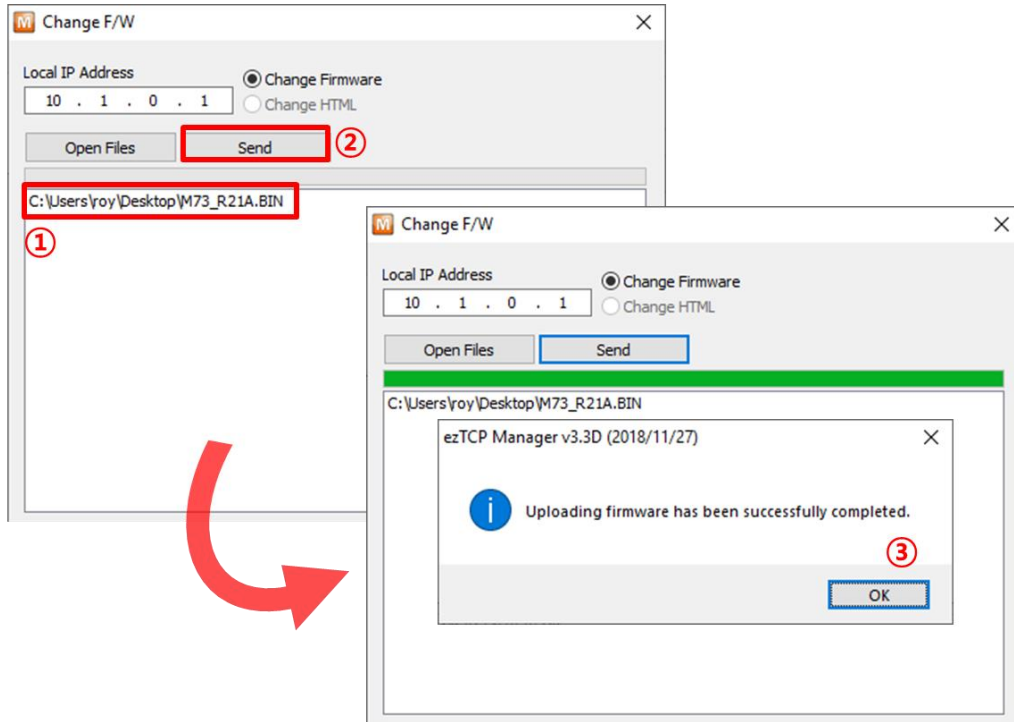 M Change F/W
Local IP Address
Change Firmware
10 . 1 . 0 . 1
Change HTML
Open Files
Send
②
C:\Users\roy\Desktop\M73_R21A.BIN
①
M Change F/W
Local IP Address
Change Firmware
10 . 1 . 0 . 1
Change HTML
Open Files
Send
C:\Users\roy\Desktop\M73_R21A.BIN
ezTCP Manager v3.3D (2018/11/27)
i
Uploading firmware has been successfully completed.
③
OK